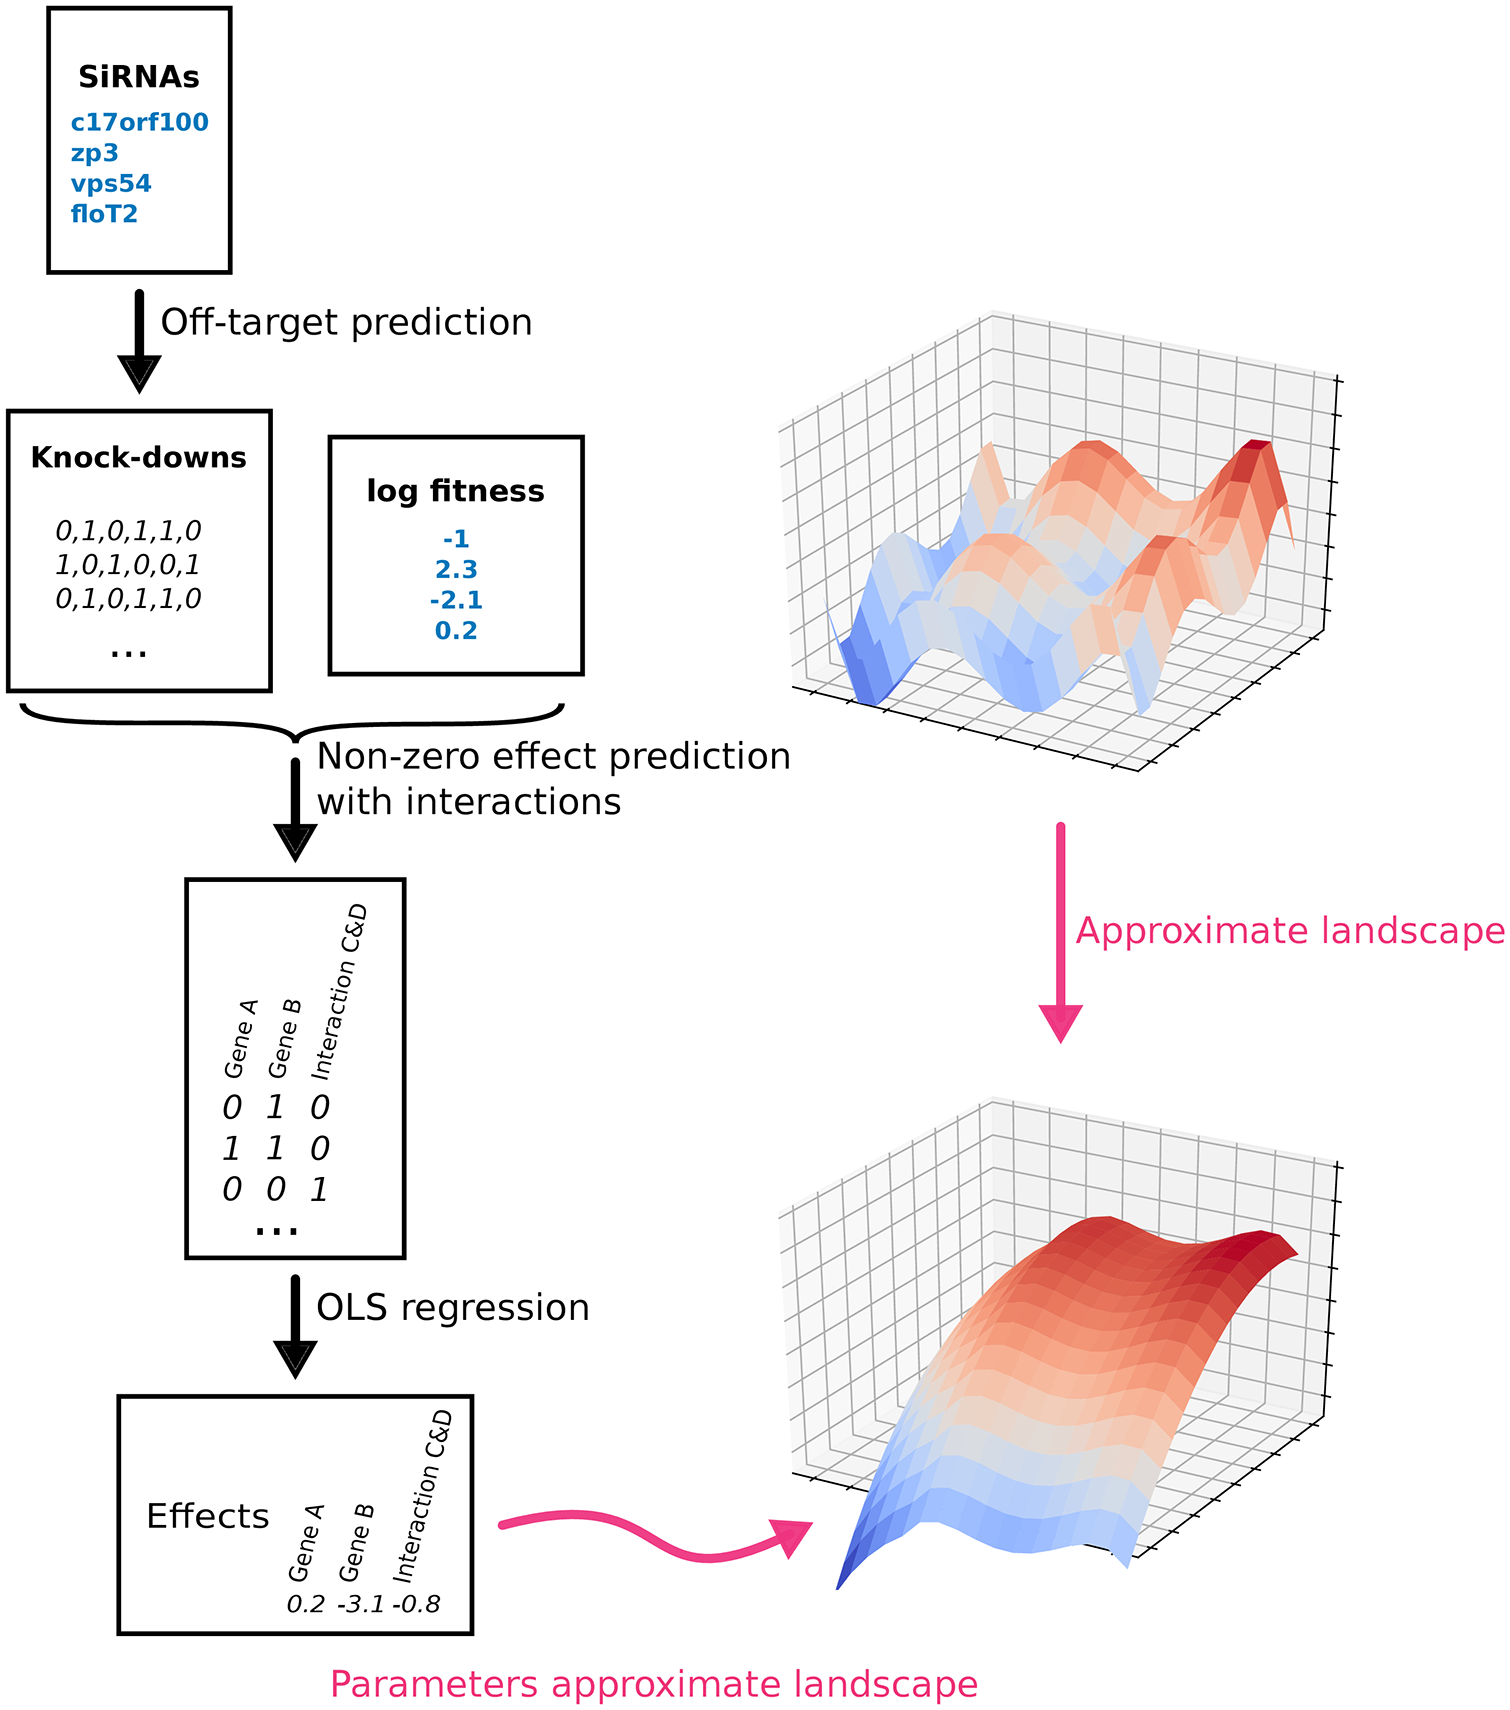 SiRNAs
c17orf100
zp3
vps54
floT2
Off-target prediction
Knock-downs
0,1,0,1,1,0
1,0,1,0,0,1
0,1,0,1,1,0
...
log fitness
-1
2.3
-2.1
0.2
Non-zero effect prediction
with interactions
Gene A
Gene B
Interaction C&D
0 1 0
1 1 0
0 0 1
...
Approximate landscape
OLS regression
Effects
Gene A
Gene B
Interaction C&D
0.2 -3.1 -0.8
Parameters approximate landscape